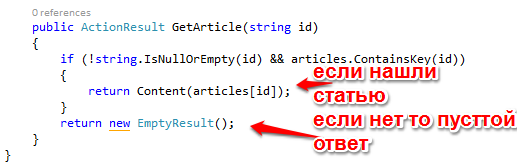 0 references
public ActionResult GetArticle(string id)
{
if (!string.IsNullOrEmpty(id) && articles.ContainsKey(id))
{
return Content(articles[id]);
если нашли
статью
}
return new EmptyResult();
если нет то пусттой
ответ
}
}